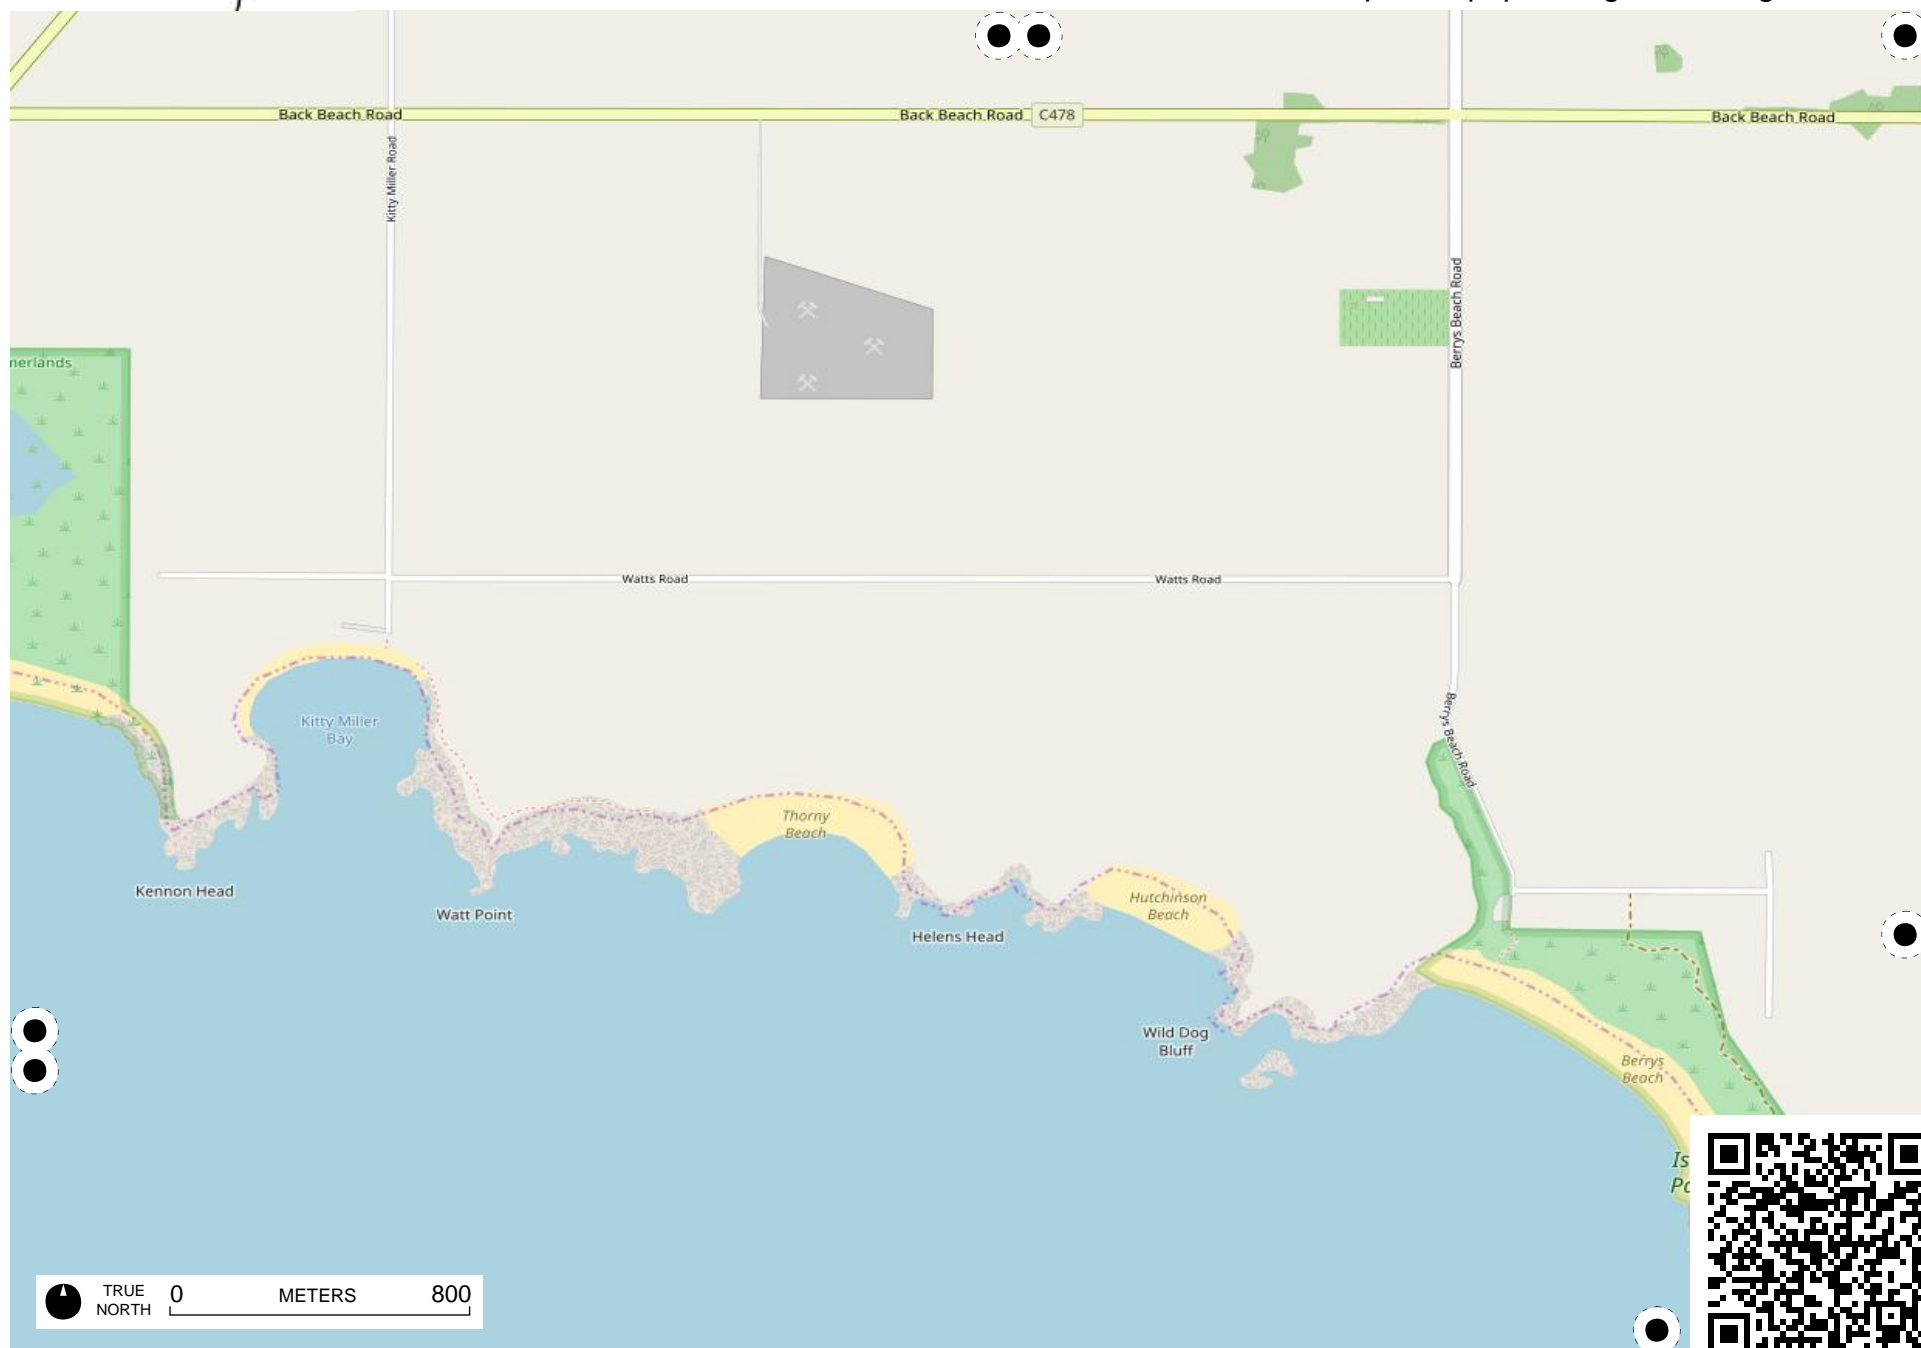 Back Beach Road
Back Beach Road
C478
Back Beach Road
Kitty Miller Road
Berrys Beach Road
merlands
Watts Road
Watts Road
Kitty Miller
Bay
Berrys Beach Road
Thorny
Beach
Kennon Head
Watt Point
Helens Head
Hutchinson
Beach
Wild Dog
Bluff
Berrys
Beach
Is
TRUE
NORTH
0
METERS
800